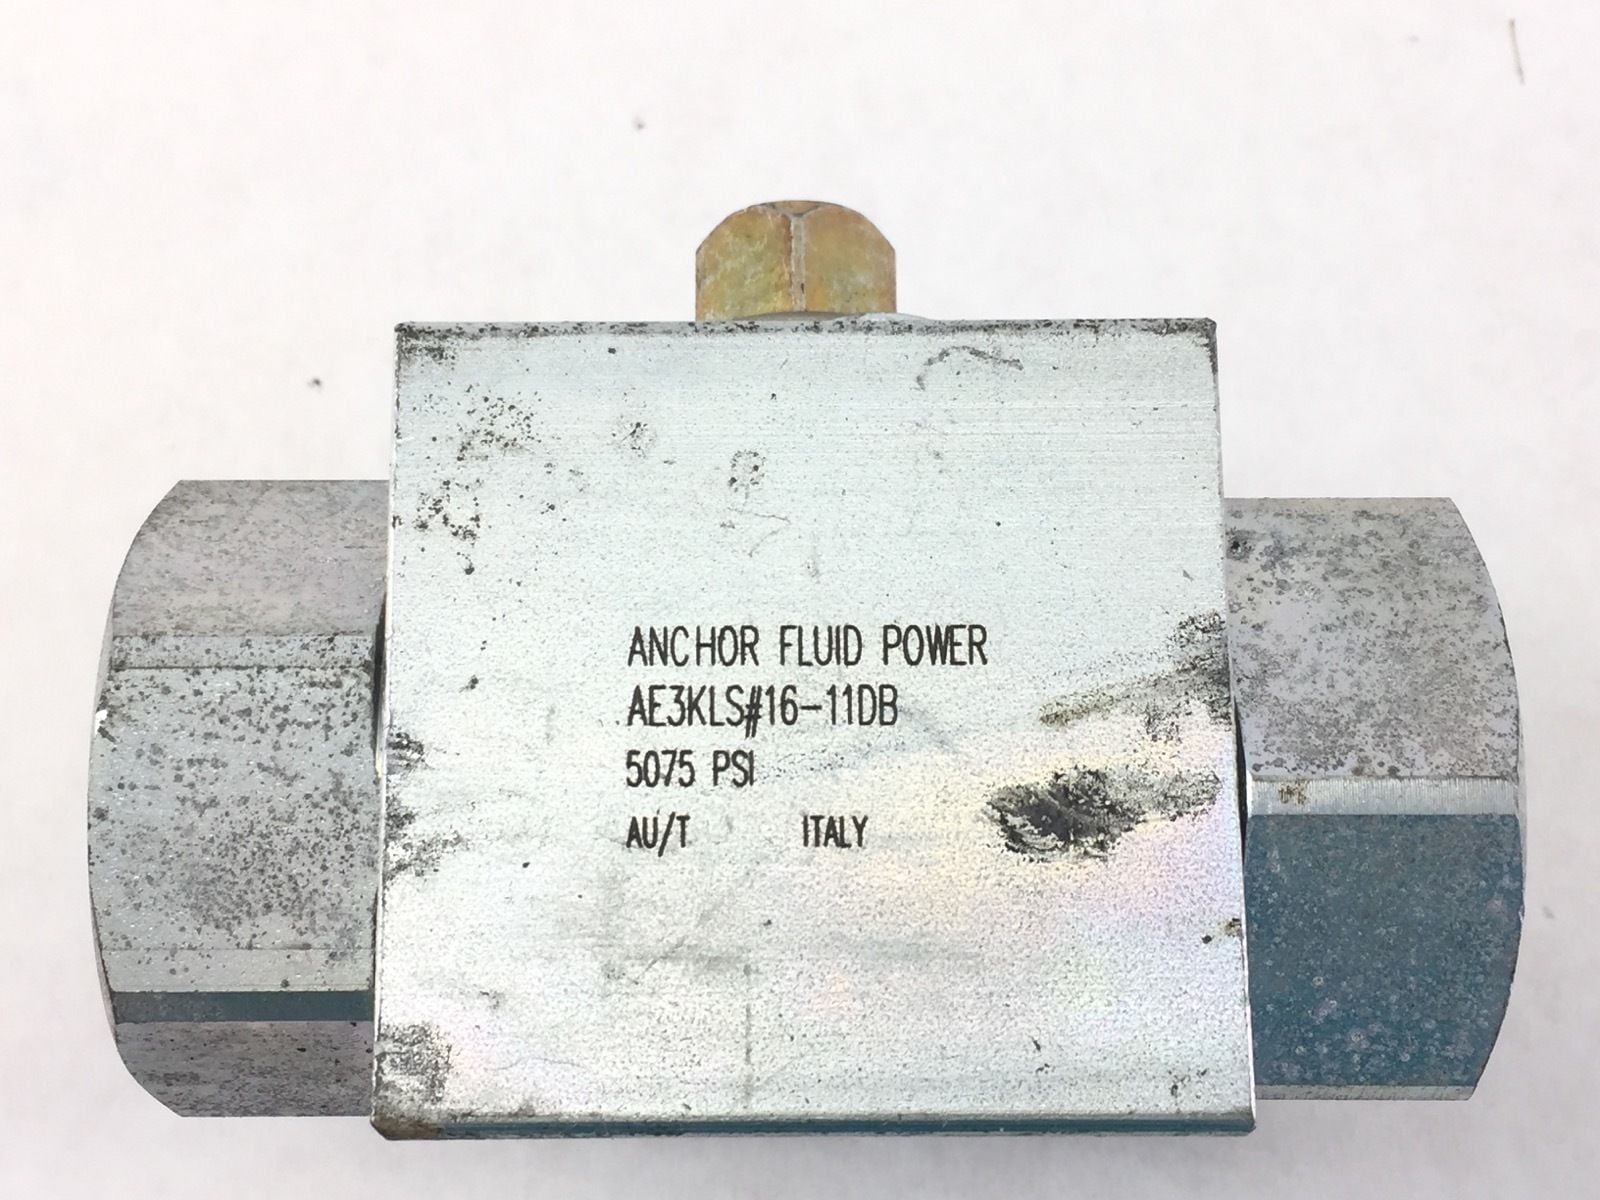 ANCHOR FLUID POWER
AE3KLS#16-11DB
5075 PSI
AU/T ITALY